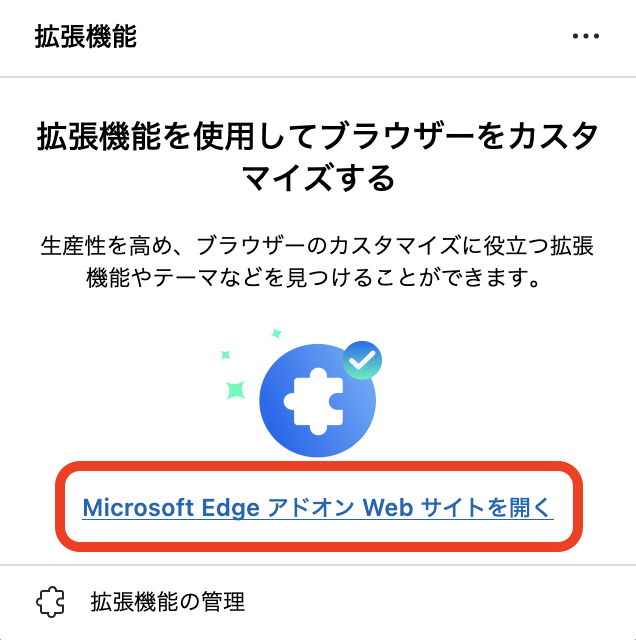 拡張機能
拡張機能を使用してブラウザーをカスタ
マイズする
生産性を高め、ブラウザーのカスタマイズに役立つ拡張
機能やテーマなどを見つけることができます。
Microsoft Edge アドオン Web サイトを開く
拡張機能の管理